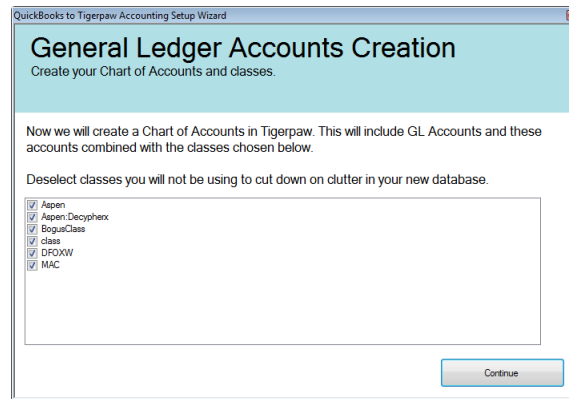 QuickBooks to Tigerpaw Accounting Setup Wizard
General Ledger Accounts Creation
Create your Chart of Accounts and classes.
Now we will create a Chart of Accounts in Tigerpaw. This will include GL Accounts and these
accounts combined with the classes chosen below.
Deselect classes you will not be using to cut down on clutter in your new database.
Aspen
Aspen:Decypherx
BogusClass
class
DFOXW
MAC
Continue